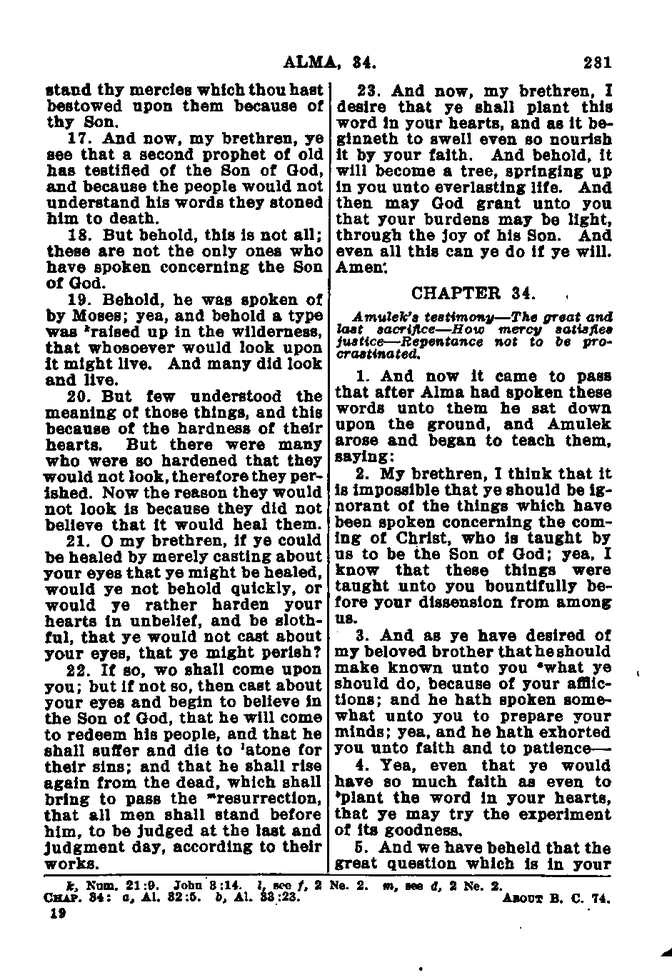 ALMA, 34. 281
stand thy mercies which thou hast
bestowed upon them because of
thy Son.
17. And now, my brethren, ye
see that a second prophet of old
has testified of the Son of God,
and because the people would not
understand his words they stoned
him to death.
18. But behold, this is not all;
these are not the only ones who
have spoken concerning the Son
of God.
19. Behold, he was spoken of
by Moses; yea, and behold a type
was ᵏraised up in the wilderness,
that whosoever would look upon
it might live. And many did look
and live.
20. But few understood the
meaning of those things, and this
because of the hardness of their
hearts. But there were many
who were so hardened that they
would not look, therefore they per-
ished. Now the reason they would
not look is because they did not
believe that it would heal them.
21. O my brethren, if ye could
be healed by merely casting about
your eyes that ye might be healed,
would ye not behold quickly, or
would ye rather harden your
hearts in unbelief, and be sloth-
ful, that ye would not cast about
your eyes, that ye might perish?
22. If so, wo shall come upon
you; but if not so, then cast about
your eyes and begin to believe in
the Son of God, that he will come
to redeem his people, and that he
shall suffer and die to ˡatone for
their sins; and that he shall rise
again from the dead, which shall
bring to pass the ᵐresurrection,
that all men shall stand before
him, to be judged at the last and
judgment day, according to their
works.
23. And now, my brethren, I
desire that ye shall plant this
word in your hearts, and as it be-
ginneth to swell even so nourish
it by your faith. And behold, it
will become a tree, springing up
in you unto everlasting life. And
then may God grant unto you
that your burdens may be light,
through the joy of his Son. And
even all this can ye do if ye will.
Amen.
CHAPTER 34.
Amulek's testimony—The great and
last sacrifice—How mercy satisfies
justice—Repentance not to be pro-
crastinated.
1. And now it came to pass
that after Alma had spoken these
words unto them he sat down
upon the ground, and Amulek
arose and began to teach them,
saying:
2. My brethren, I think that it
is impossible that ye should be ig-
norant of the things which have
been spoken concerning the com-
ing of Christ, who is taught by
us to be the Son of God; yea, I
know that these things were
taught unto you bountifully be-
fore your dissension from among
us.
3. And as ye have desired of
my beloved brother that he should
make known unto you ᵃwhat ye
should do, because of your afflic-
tions; and he hath spoken some-
what unto you to prepare your
minds; yea, and he hath exhorted
you unto faith and to patience—
4. Yea, even that ye would
have so much faith as even to
ᵇplant the word in your hearts,
that ye may try the experiment
of its goodness.
5. And we have beheld that the
great question which is in your
k, Num. 21:9. John 3:14. l, see f, 2 Ne. 2. m, see d, 2 Ne. 2.
CHAP. 34: a, Al. 32:5. b, Al. 33:23. ABOUT B. C. 74.
19